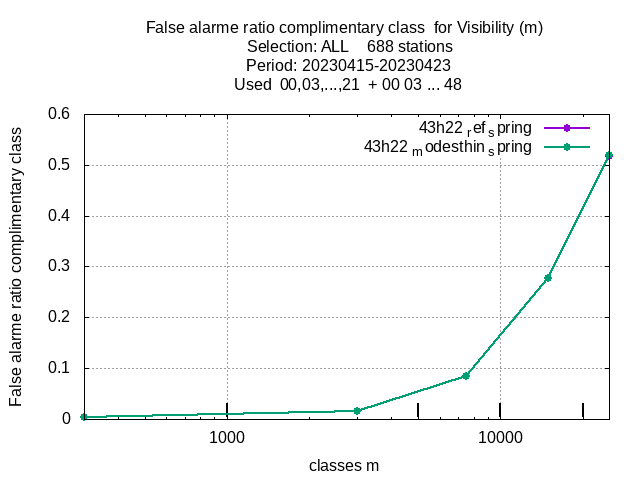 False alarme ratio complimentary class  for Visibility (m)
Selection: ALL    688 stations
Period: 20230415-20230423
Used  00,03,...,21  + 00 03 ... 48
0.6
43h22 ref spring
43h22 modesthin spring
0.5
0.4
0.3
0.2
0.1
0
1000
10000
classes m
False alarme ratio complimentary class